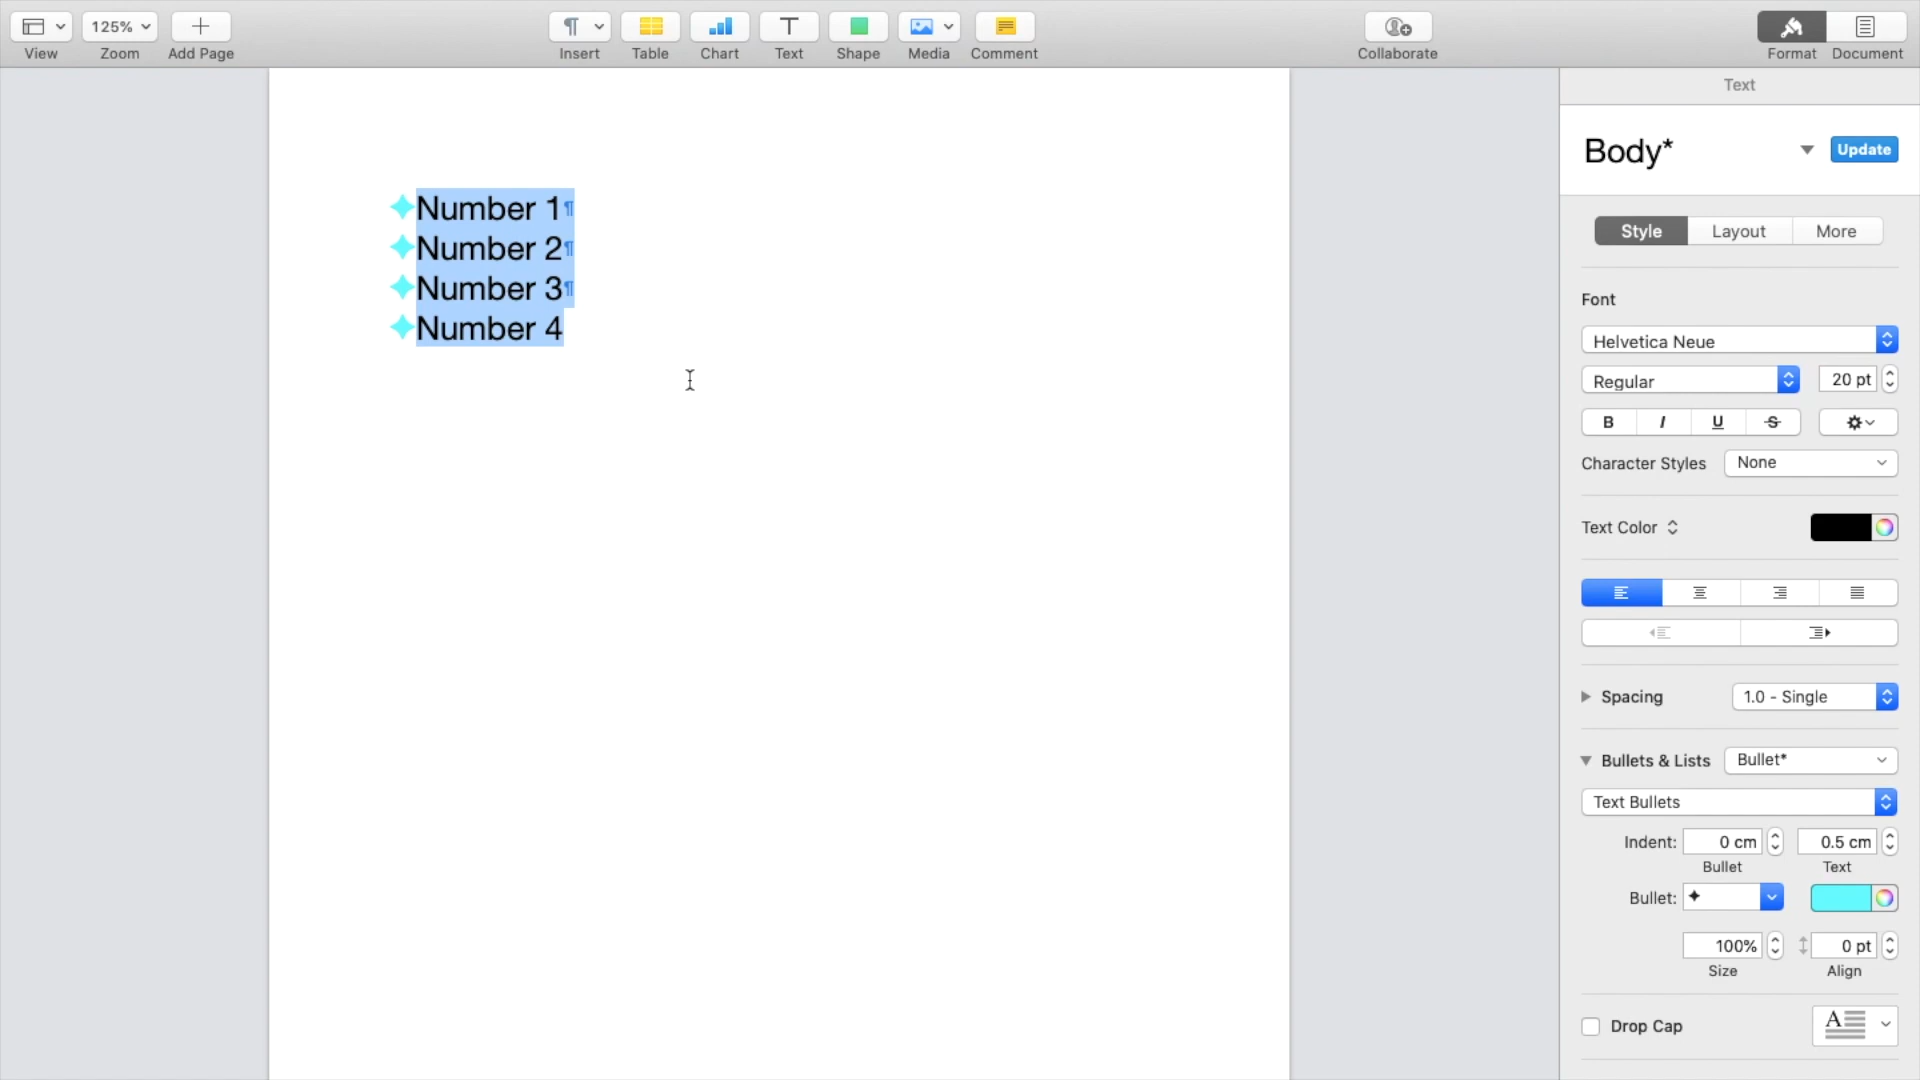 125%
View
Zoom
Add Page
Insert
Table
Chart
Text
Shape
Media
Comment
Collaborate
Format
Document
Text
Body*
Update
Style
Layout
More
✦Number 1¶
✦Number 2¶
✦Number 3¶
✦Number 4
Font
Helvetica Neue
Regular
20 pt
B I U S
Character Styles
None
Text Color
Spacing
1.0 - Single
Bullets & Lists
Bullet*
Text Bullets
Indent:
0 cm
0.5 cm
Bullet
Text
Bullet: ✦
100%
0 pt
Size
Align
Drop Cap
A